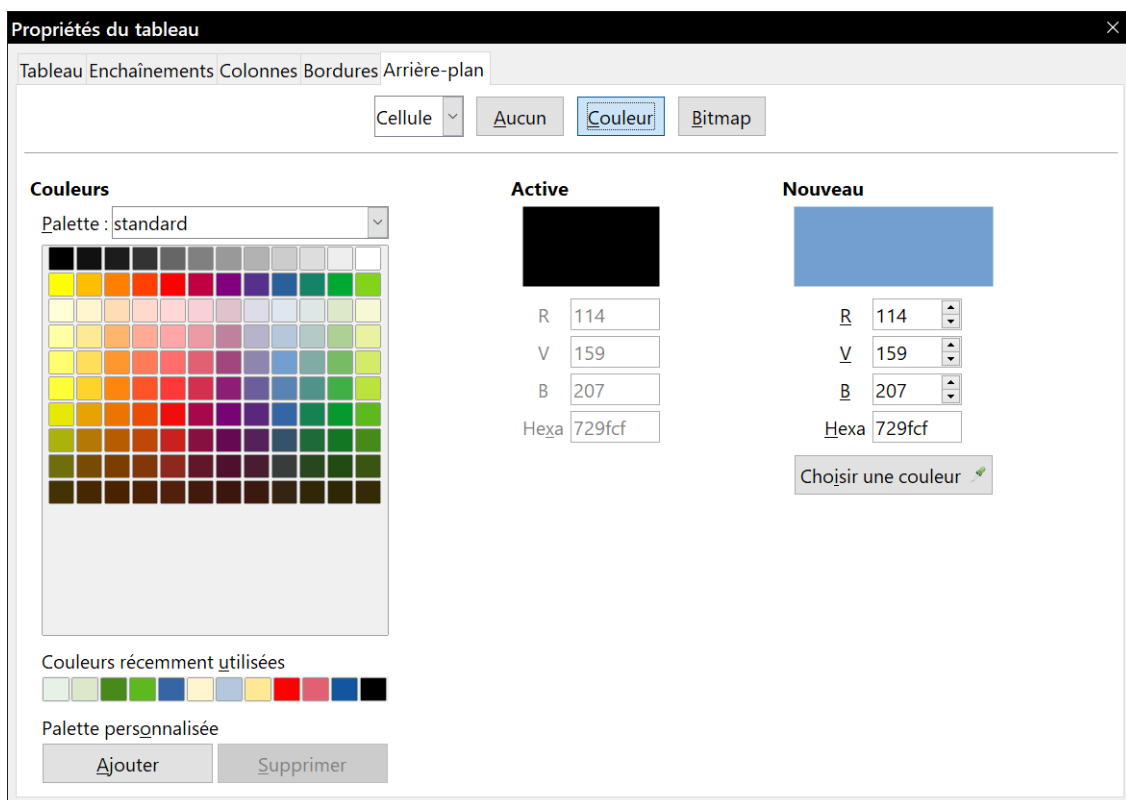 Propriétés du tableau
Tableau Enchaînements Colonnes Bordures Arrière-plan
Cellule Aucun Couleur Bitmap
Couleurs
Palette : standard
Active
R 114
V 159
B 207
Hexa 729fcf
Nouveau
R 114
V 159
B 207
Hexa 729fcf
Choisir une couleur
Couleurs récemment utilisées
Palette personnalisée
Ajouter Supprimer